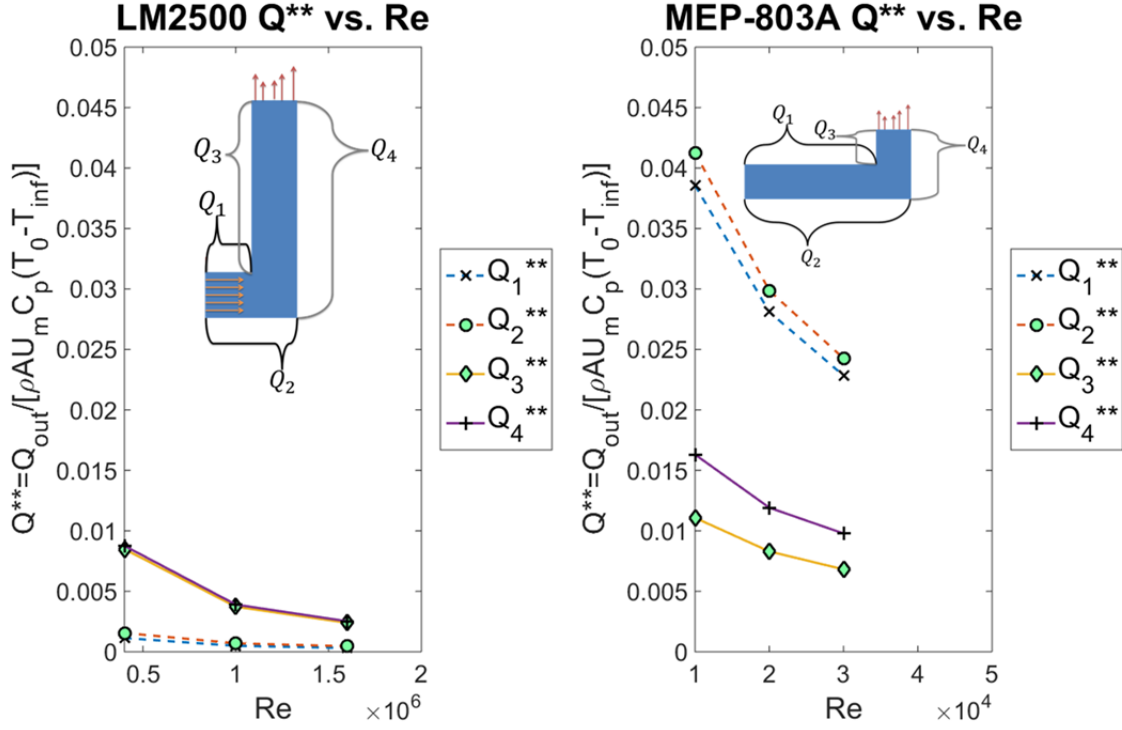 LM2500 Q** vs. Re
Q**=Q_out/[ρAU_m C_p(T_0-T_inf)]
0.05
0.045
0.04
0.035
0.03
0.025
0.02
0.015
0.01
0.005
0
0.5
1
1.5
2
×10^6
Re
Q_3
Q_4
Q_1
Q_2
Q_1**
Q_2**
Q_3**
Q_4**
MEP-803A Q** vs. Re
Q**=Q_out/[ρAU_m C_p(T_0-T_inf)]
0.05
0.045
0.04
0.035
0.03
0.025
0.02
0.015
0.01
0.005
0
1
2
3
4
5
×10^4
Re
Q_1
Q_3
Q_4
Q_2
Q_1**
Q_2**
Q_3**
Q_4**